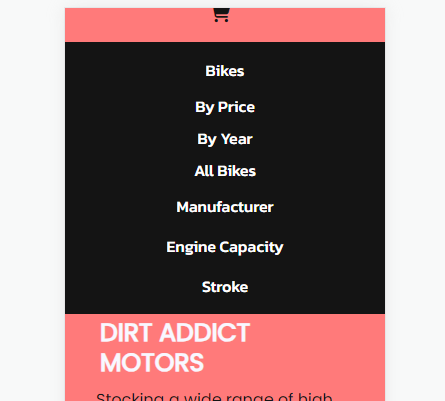 Bikes
By Price
By Year
All Bikes
Manufacturer
Engine Capacity
Stroke
DIRT ADDICT
MOTORS
Stocking a wide range of high